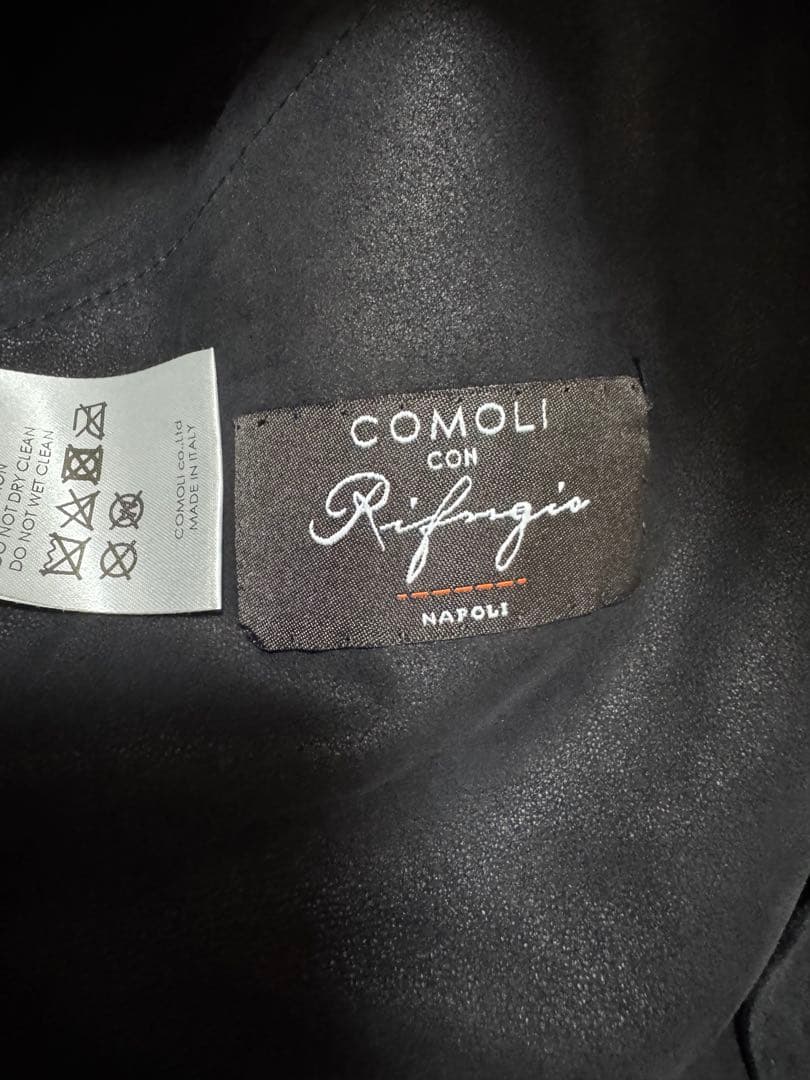 COMOLI
CON
Rifugio
NAPOLI
DO NOT DRY CLEAN
DO NOT WET CLEAN
COMOLI co.,Ltd
MADE IN ITALY